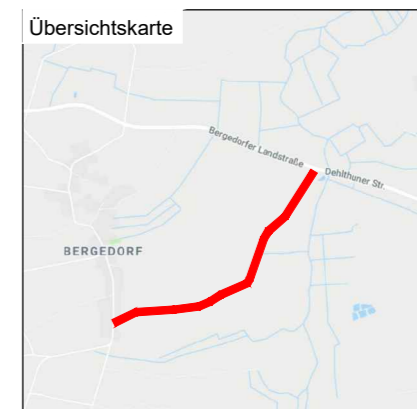 Übersichtskarte
Bergedorfer Landstraße
Dehlthuner Str.
BERGEDORF